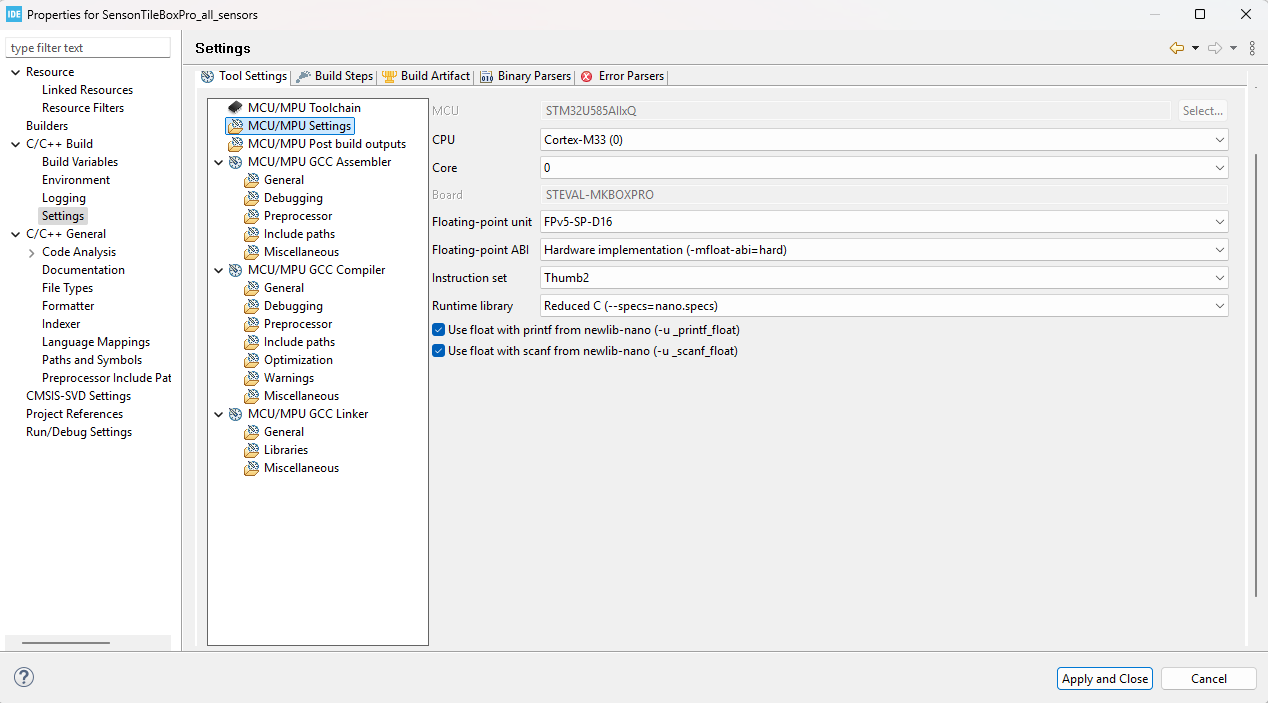 IDE Properties for SensonTileBoxPro_all_sensors
type filter text
Settings
Resource
Linked Resources
Resource Filters
Builders
C/C++ Build
Build Variables
Environment
Logging
Settings
C/C++ General
Code Analysis
Documentation
File Types
Formatter
Indexer
Language Mappings
Paths and Symbols
Preprocessor Include Pat
CMSIS-SVD Settings
Project References
Run/Debug Settings
Tool Settings Build Steps Build Artifact Binary Parsers Error Parsers
MCU/MPU Toolchain
MCU/MPU Settings
MCU/MPU Post build outputs
MCU/MPU GCC Assembler
General
Debugging
Preprocessor
Include paths
Miscellaneous
MCU/MPU GCC Compiler
General
Debugging
Preprocessor
Include paths
Optimization
Warnings
Miscellaneous
MCU/MPU GCC Linker
General
Libraries
Miscellaneous
MCU STM32U585AIIxQ Select...
CPU Cortex-M33 (0)
Core 0
Board STEVAL-MKBOXPRO
Floating-point unit FPv5-SP-D16
Floating-point ABI Hardware implementation (-mfloat-abi=hard)
Instruction set Thumb2
Runtime library Reduced C (--specs=nano.specs)
Use float with printf from newlib-nano (-u _printf_float)
Use float with scanf from newlib-nano (-u _scanf_float)
? Apply and Close Cancel